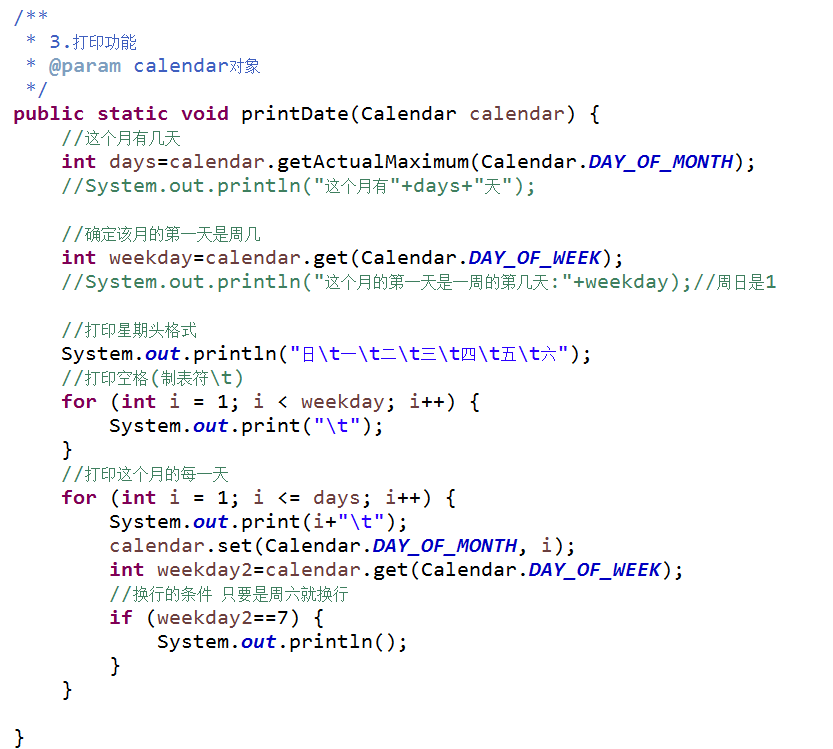 /**
 * 3.打印功能
 * @param calendar对象
 */
public static void printDate(Calendar calendar) {
    //这个月有几天
    int days=calendar.getActualMaximum(Calendar.DAY_OF_MONTH);
    //System.out.println("这个月有"+days+"天");

    //确定该月的第一天是周几
    int weekday=calendar.get(Calendar.DAY_OF_WEEK);
    //System.out.println("这个月的第一天是一周的第几天:"+weekday);//周日是1

    //打印星期头格式
    System.out.println("日\t一\t二\t三\t四\t五\t六");
    //打印空格(制表符\t)
    for (int i = 1; i < weekday; i++) {
        System.out.print("\t");
    }
    //打印这个月的每一天
    for (int i = 1; i <= days; i++) {
        System.out.print(i+"\t");
        calendar.set(Calendar.DAY_OF_MONTH, i);
        int weekday2=calendar.get(Calendar.DAY_OF_WEEK);
        //换行的条件 只要是周六就换行
        if (weekday2==7) {
            System.out.println();
        }
    }

}